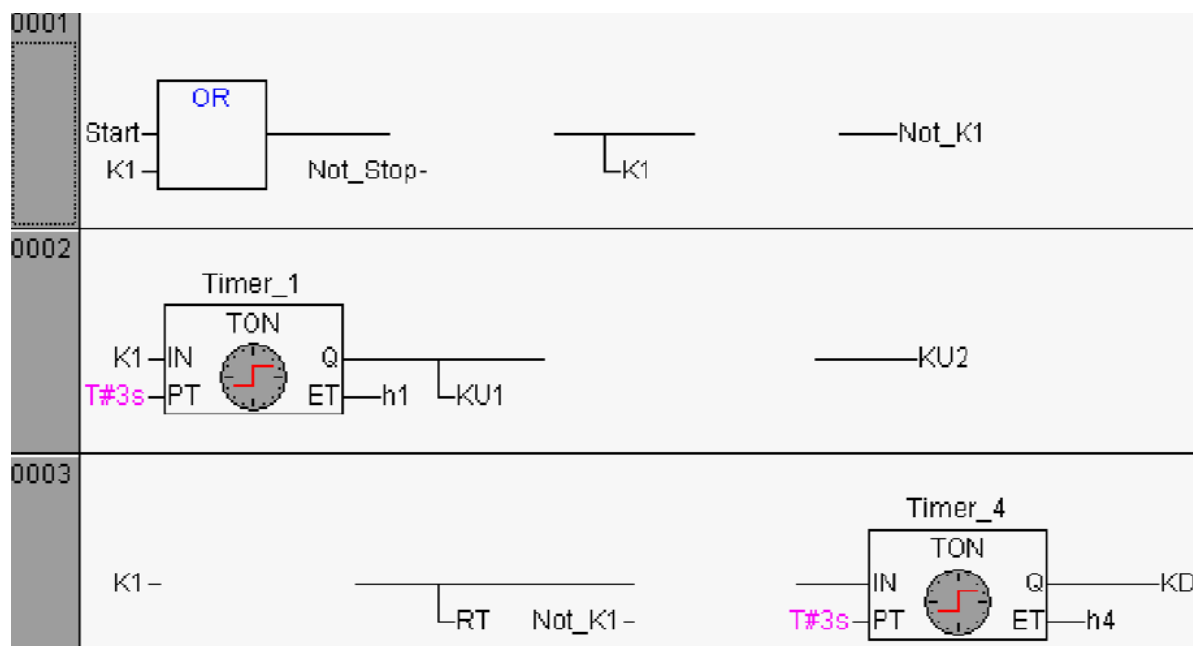 0001
OR
Start
K1
Not_Stop
K1
Not_K1
0002
Timer_1
TON
K1
IN
Q
T#3s
PT
ET
h1
KU1
KU2
0003
Timer_4
TON
K1
RT
Not_K1
IN
Q
KD
T#3s
PT
ET
h4